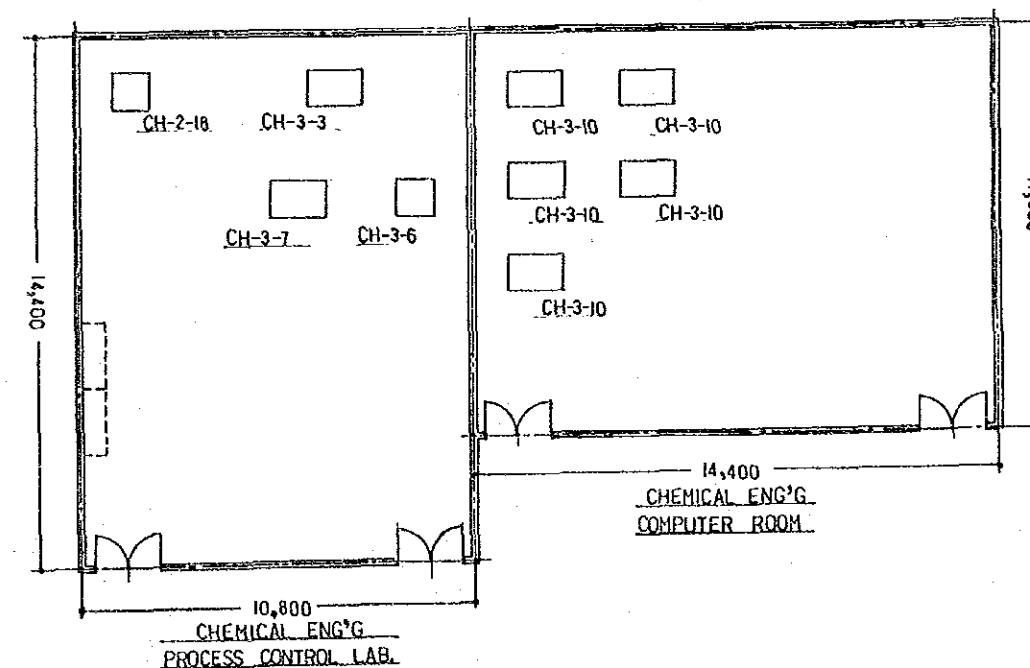 CH-2-18
CH-3-3
CH-3-10
CH-3-10
CH-3-7
CH-3-6
CH-3-10
CH-3-10
CH-3-10
14,400
14,400
CHEMICAL ENG'G
COMPUTER ROOM
10,800
CHEMICAL ENG'G
PROCESS CONTROL LAB.